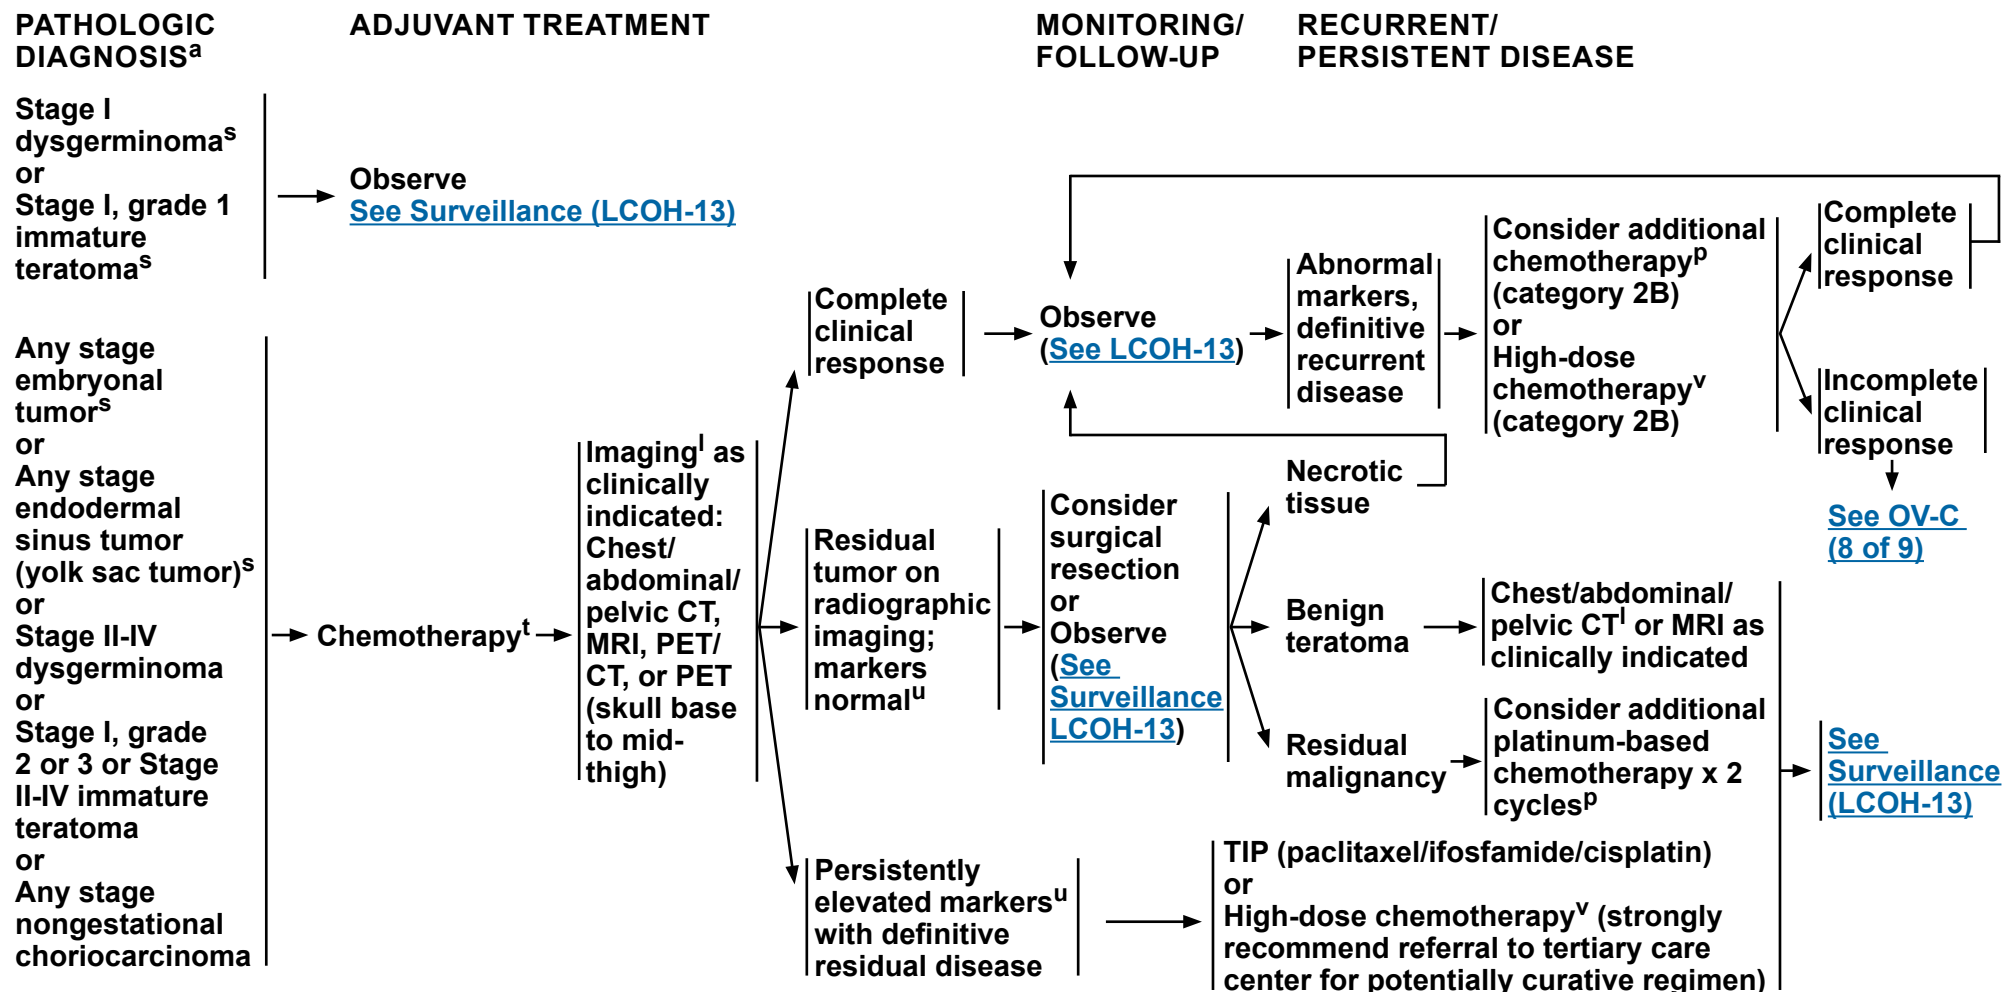 PATHOLOGIC
DIAGNOSISa
ADJUVANT TREATMENT
MONITORING/
FOLLOW-UP
RECURRENT/
PERSISTENT DISEASE
Stage I
dysgerminomas
or
Stage I, grade 1
immature
teratomas
Observe
See Surveillance (LCOH-13)
Any stage
embryonal
tumors
or
Any stage
endodermal
sinus tumor
(yolk sac tumor)s
or
Stage II-IV
dysgerminoma
or
Stage I, grade
2 or 3 or Stage
II-IV immature
teratoma
or
Any stage
nongestational
choriocarcinoma
Chemotherapyt
Imagingl as
clinically
indicated:
Chest/
abdominal/
pelvic CT,
MRI, PET/
CT, or PET
(skull base
to mid-
thigh)
Complete
clinical
response
Observe
(See LCOH-13)
Abnormal
markers,
definitive
recurrent
disease
Consider additional
chemotherapyp
(category 2B)
or
High-dose
chemotherapyv
(category 2B)
Complete
clinical
response
Incomplete
clinical
response
See OV-C
(8 of 9)
Residual
tumor on
radiographic
imaging;
markers
normalu
Consider
surgical
resection
or
Observe
(See
Surveillance
LCOH-13)
Necrotic
tissue
Benign
teratoma
Chest/abdominal/
pelvic CTl or MRI as
clinically indicated
Residual
malignancy
Consider additional
platinum-based
chemotherapy x 2
cyclesp
See
Surveillance
(LCOH-13)
Persistently
elevated markersu
with definitive
residual disease
TIP (paclitaxel/ifosfamide/cisplatin)
or
High-dose chemotherapyv (strongly
recommend referral to tertiary care
center for potentially curative regimen)